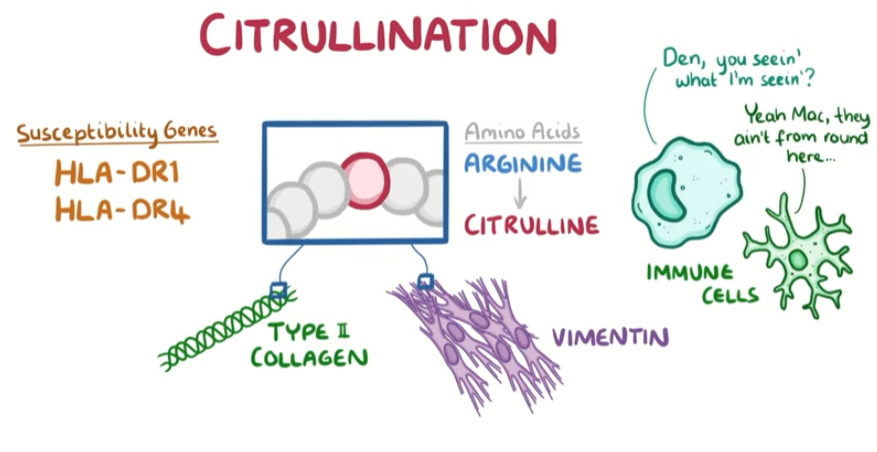 CITRULLINATION
Susceptibility Genes
HLA-DR1
HLA-DR4
Amino Acids
ARGININE
CITRULLINE
TYPE II
COLLAGEN
VIMENTIN
Den, you seein'
what I'm seein'?
Yeah Mac, they
ain't from round
here...
IMMUNE
CELLS